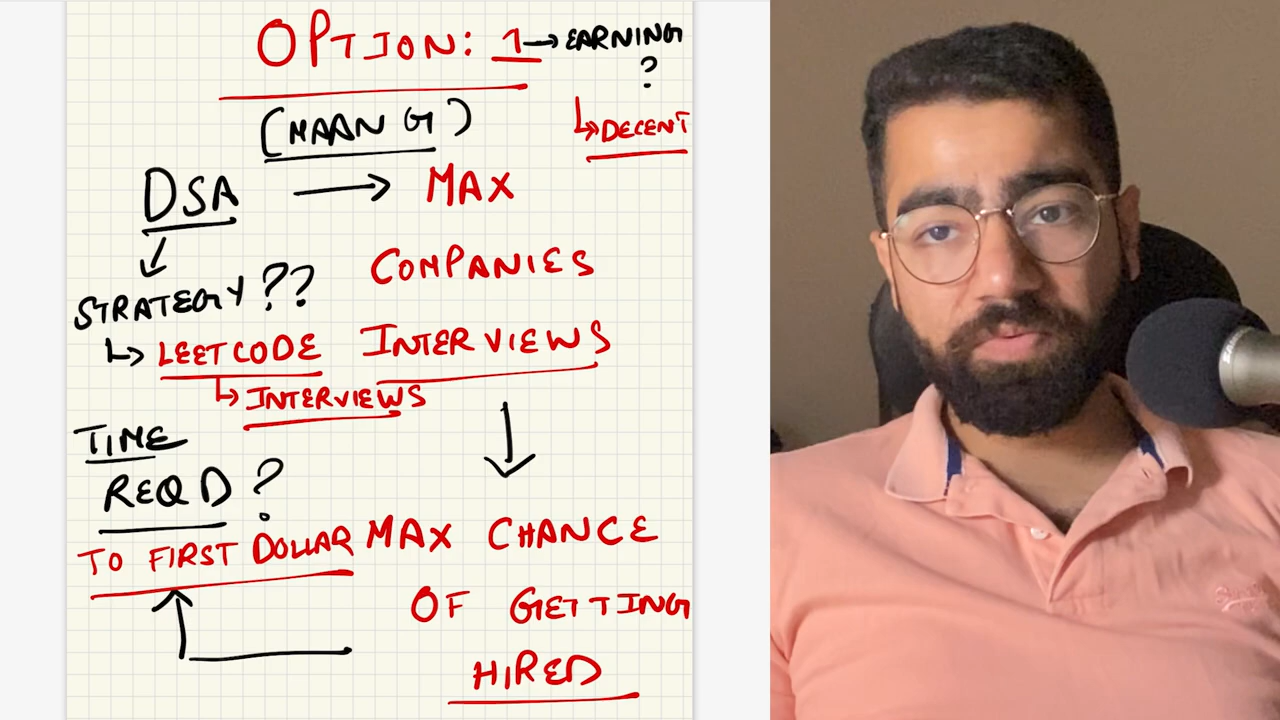 OPTION: 1 → EARNING
?
↳ DECENT
(MAANG)
DSA → MAX
COMPANIES
INTERVIEWS
STRATEGY??
↳ LEETCODE
↳ INTERVIEWS
TIME
REQD?
TO FIRST DOLLAR
MAX CHANCE
OF GETTING
HIRED